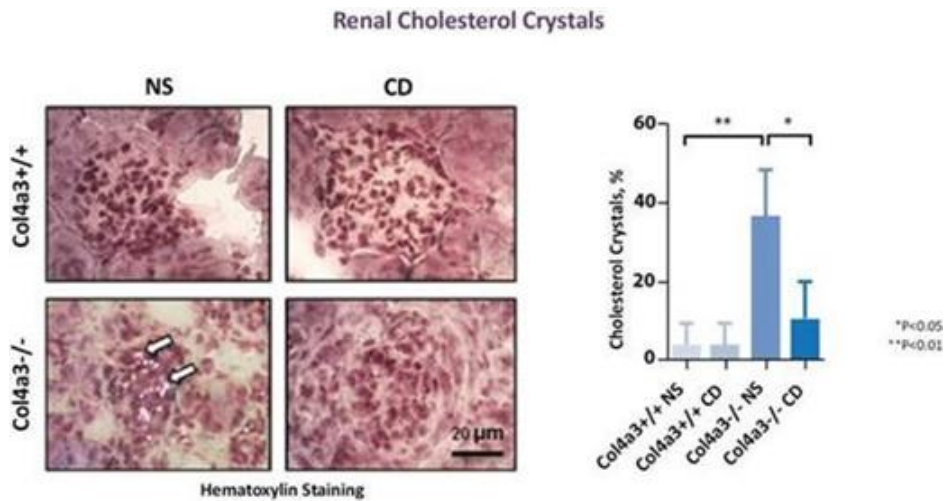 Renal Cholesterol Crystals
NS
CD
Col4a3+/+
Col4a3-/-
20 μm
Hematoxylin Staining
Cholesterol Crystals, %
60
40
20
0
**
*
Col4a3+/+ NS
Col4a3+/+ CD
Col4a3-/- NS
Col4a3-/- CD
*P<0.05
**P<0.01